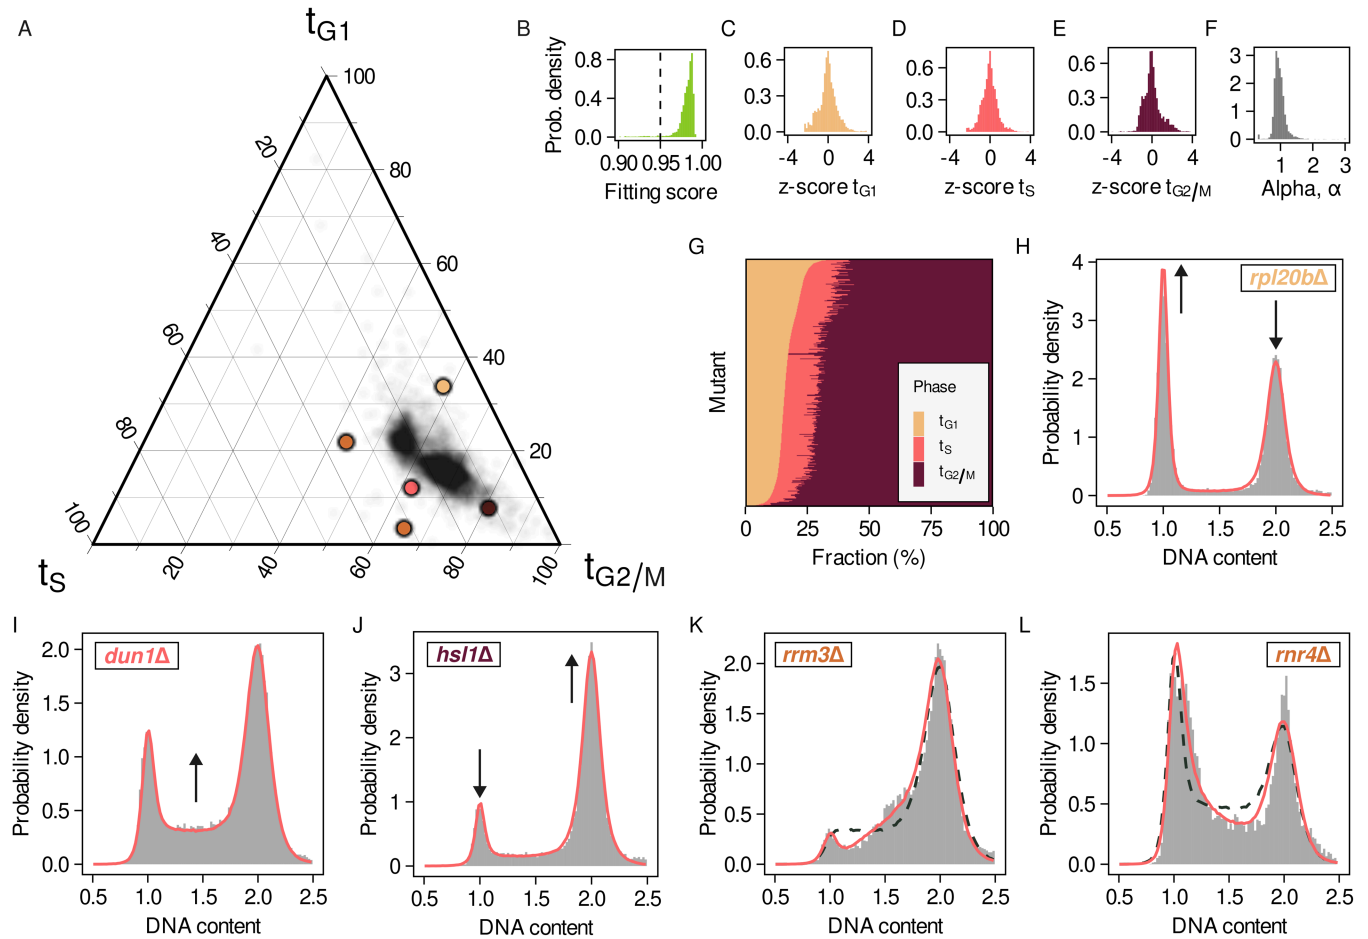 A
tG1
100
80
60
40
20
20
40
60
80
100
20
40
60
80
100
tS
tG2/M
B
Prob. density
0.8
0.4
0.0
0.90 0.95 1.00
Fitting score
C
0.6
0.3
0.0
-4 0 4
z-score tG1
D
0.6
0.3
0.0
-4 0 4
z-score tS
E
0.6
0.3
0.0
-4 0 4
z-score tG2/M
F
3
2
1
0
1 2 3
Alpha, α
G
Mutant
Phase
tG1
tS
tG2/M
0 25 50 75 100
Fraction (%)
H
rpl20bΔ
Probability density
4
3
2
1
0
0.5 1.0 1.5 2.0 2.5
DNA content
I
dun1Δ
Probability density
2.0
1.5
1.0
0.5
0.0
0.5 1.0 1.5 2.0 2.5
DNA content
J
hsl1Δ
Probability density
3
2
1
0
0.5 1.0 1.5 2.0 2.5
DNA content
K
rrm3Δ
Probability density
2.0
1.5
1.0
0.5
0.0
0.5 1.0 1.5 2.0 2.5
DNA content
L
rnr4Δ
Probability density
1.5
1.0
0.5
0.0
0.5 1.0 1.5 2.0 2.5
DNA content